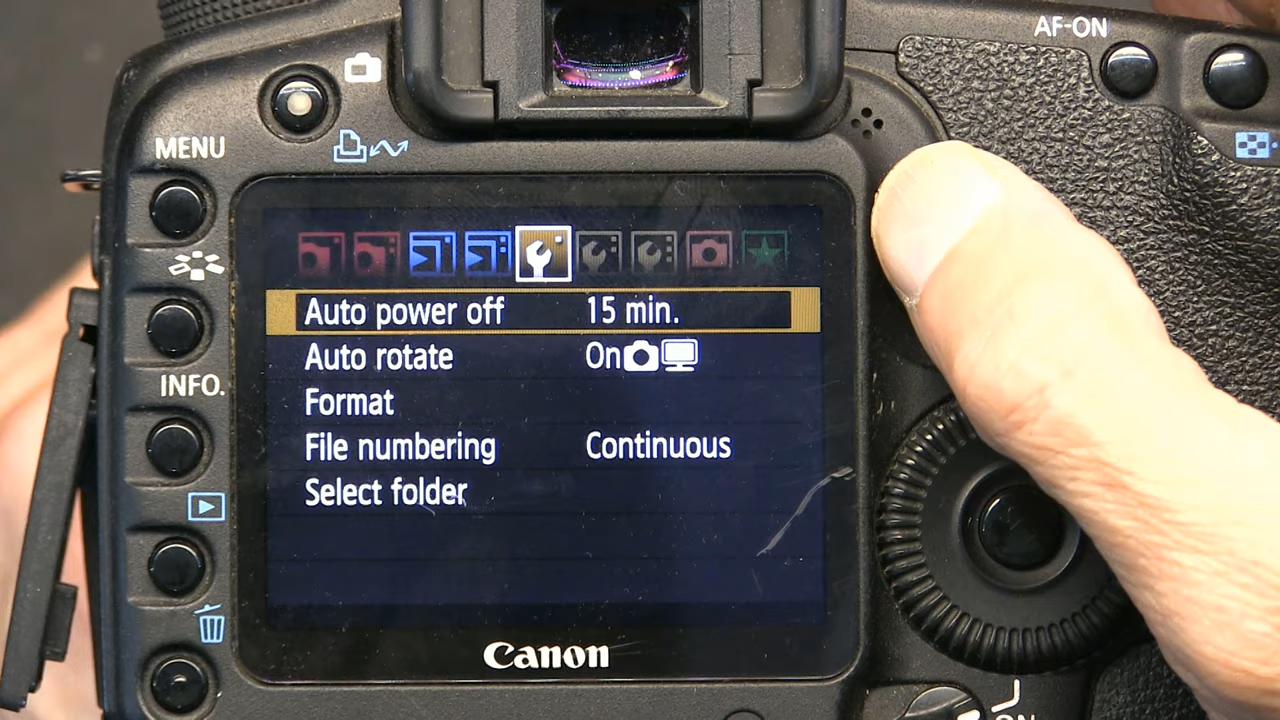 AF-ON
MENU
INFO.
Auto power off 15 min.
Auto rotate On
Format
File numbering Continuous
Select folder
Canon
ON